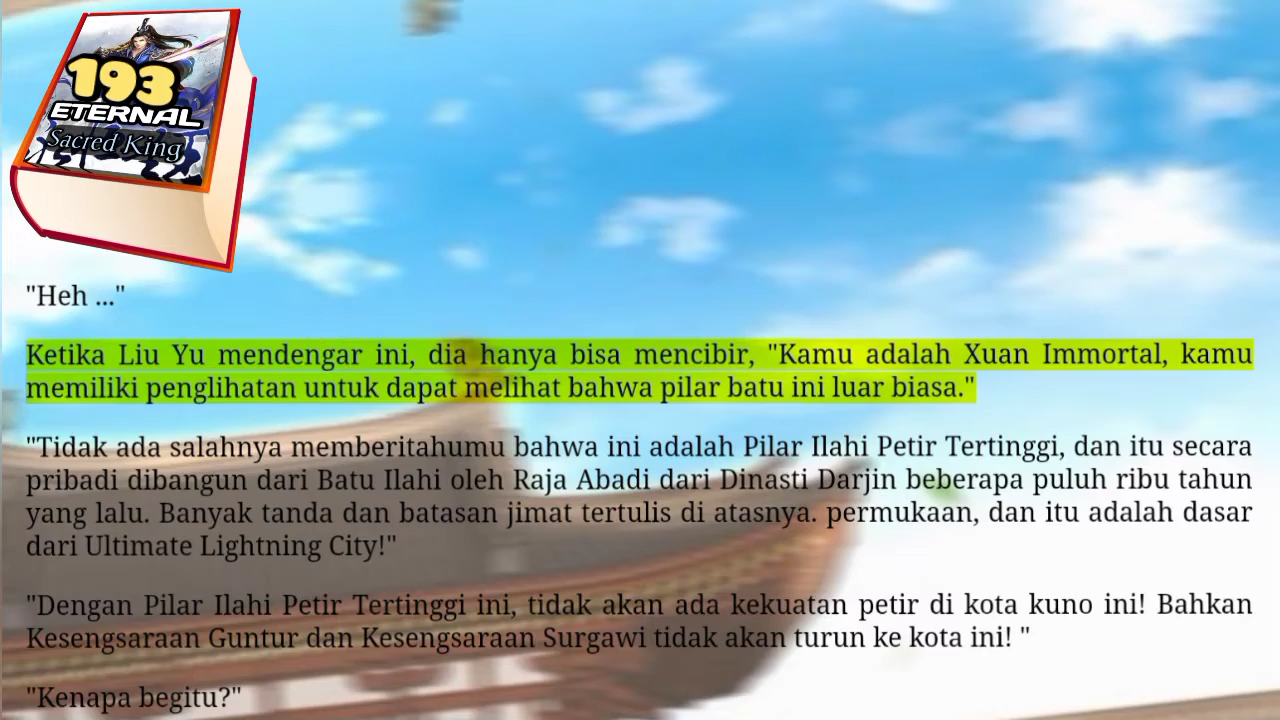 193
ETERNAL
Sacred King
"Heh ..."
Ketika Liu Yu mendengar ini, dia hanya bisa mencibir, "Kamu adalah Xuan Immortal, kamu
memiliki penglihatan untuk dapat melihat bahwa pilar batu ini luar biasa."
"Tidak ada salahnya memberitahumu bahwa ini adalah Pilar Ilahi Petir Tertinggi, dan itu secara
pribadi dibangun dari Batu Ilahi oleh Raja Abadi dari Dinasti Darjin beberapa puluh ribu tahun
yang lalu. Banyak tanda dan batasan jimat tertulis di atasnya. permukaan, dan itu adalah dasar
dari Ultimate Lightning City!"
"Dengan Pilar Ilahi Petir Tertinggi ini, tidak akan ada kekuatan petir di kota kuno ini! Bahkan
Kesengsaraan Guntur dan Kesengsaraan Surgawi tidak akan turun ke kota ini! "
"Kenapa begitu?"